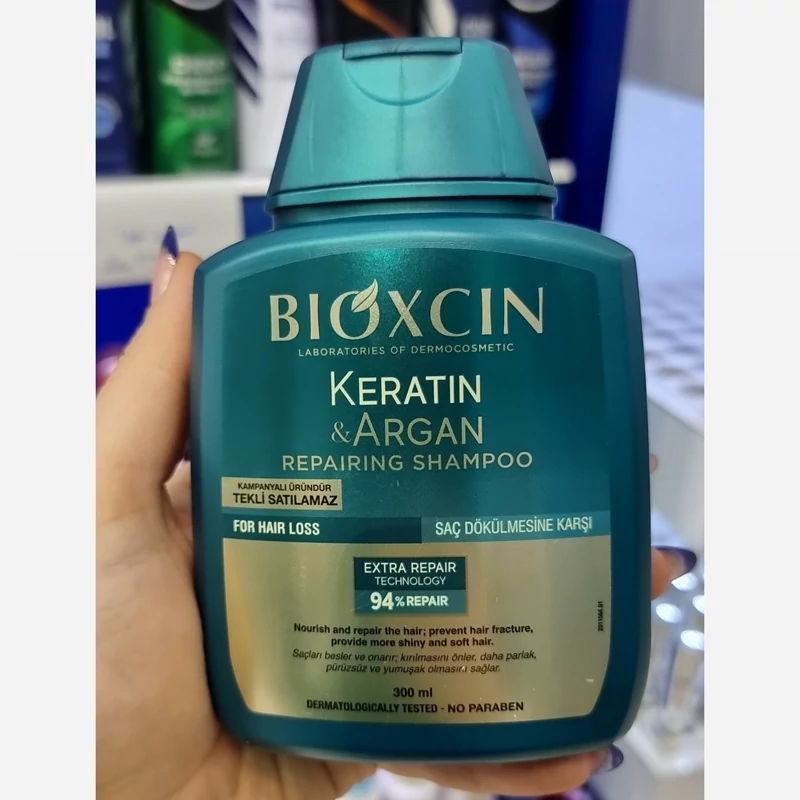 BIOXCIN
LABORATORIES OF DERMOCOSMETIC
KERATIN
& ARGAN
REPAIRING SHAMPOO
KAMPANYALI ÜRÜNDÜR
TEKLİ SATILAMAZ
FOR HAIR LOSS
SAÇ DÖKÜLMESİNE KARŞI
EXTRA REPAIR
TECHNOLOGY
94% REPAIR
Nourish and repair the hair; prevent hair fracture,
provide more shiny and soft hair.
Saçları besler ve onarır; kırılmasını önler, daha parlak,
pürüzsüz ve yumuşak olmasını sağlar.
300 ml
DERMATOLOGICALLY TESTED - NO PARABEN